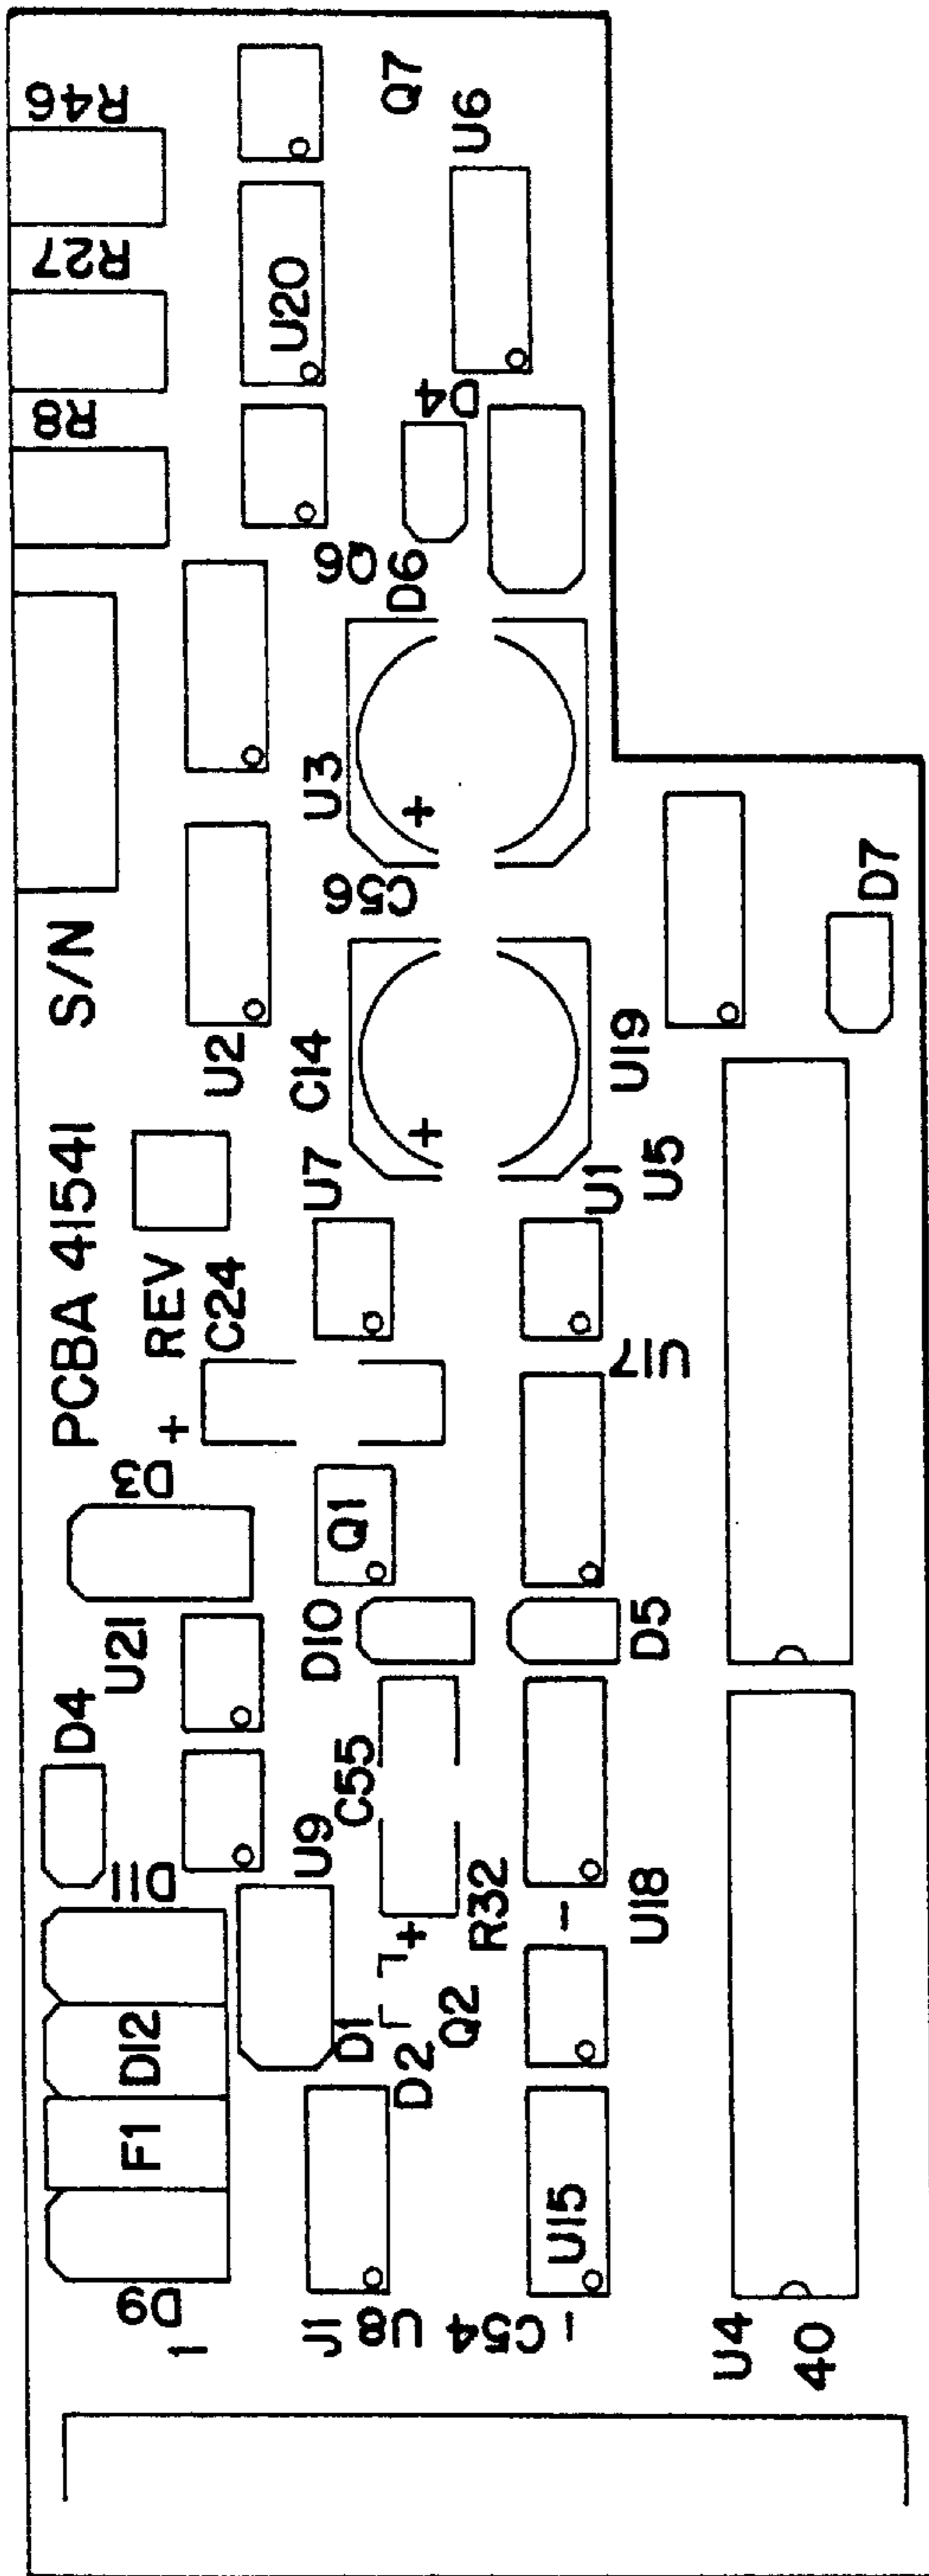 R46
Q7
U6
R27
U20
R8
D4
Q6
D6
U3
+
C56
S/N
D7
U2
C14
U19
+
PCBA 41541
U7
U1
U5
REV
C24
U17
+
D3
Q1
U21
D10
D5
D4
C55
U9
D11
R32
-
U18
+
D12
D1
D2
Q2
F1
U15
D9
1
J1
U8
C54
U4
40